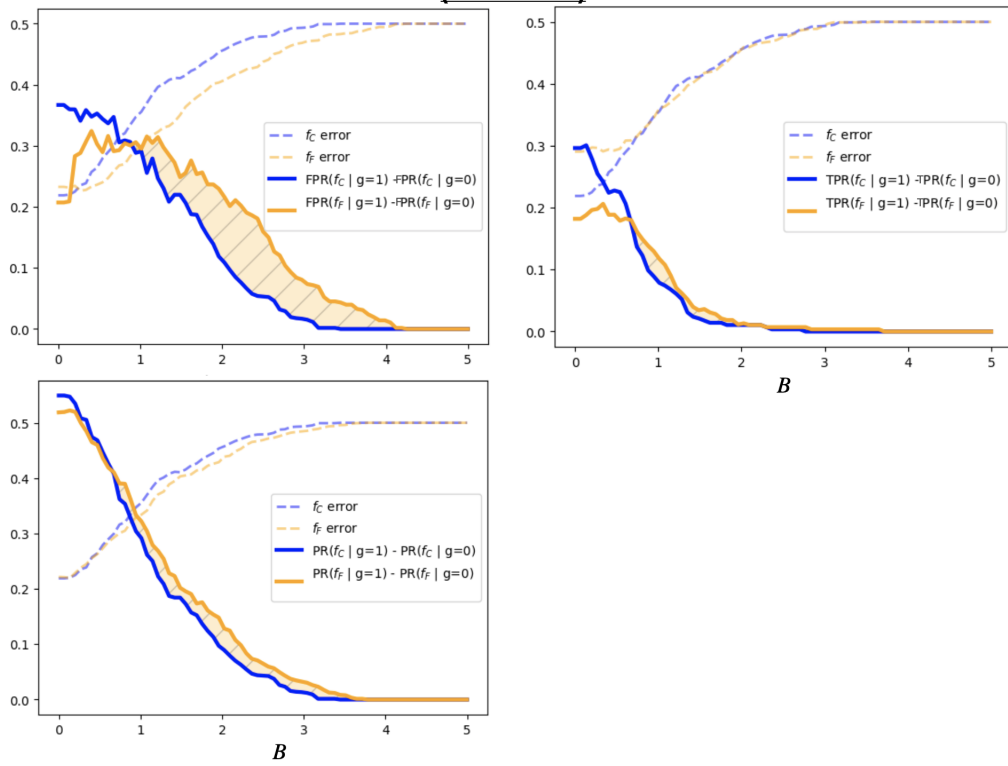 0.5
0.4
0.3
0.2
0.1
0.0
0 1 2 3 4 5
f_C error
f_F error
FPR(f_C | g=1) -FPR(f_C | g=0)
FPR(f_F | g=1) -FPR(f_F | g=0)
0.5
0.4
0.3
0.2
0.1
0.0
0 1 2 3 4 5
f_C error
f_F error
TPR(f_C | g=1) -TPR(f_C | g=0)
TPR(f_F | g=1) -TPR(f_F | g=0)
B
0.5
0.4
0.3
0.2
0.1
0.0
0 1 2 3 4 5
f_C error
f_F error
PR(f_C | g=1) - PR(f_C | g=0)
PR(f_F | g=1) - PR(f_F | g=0)
B